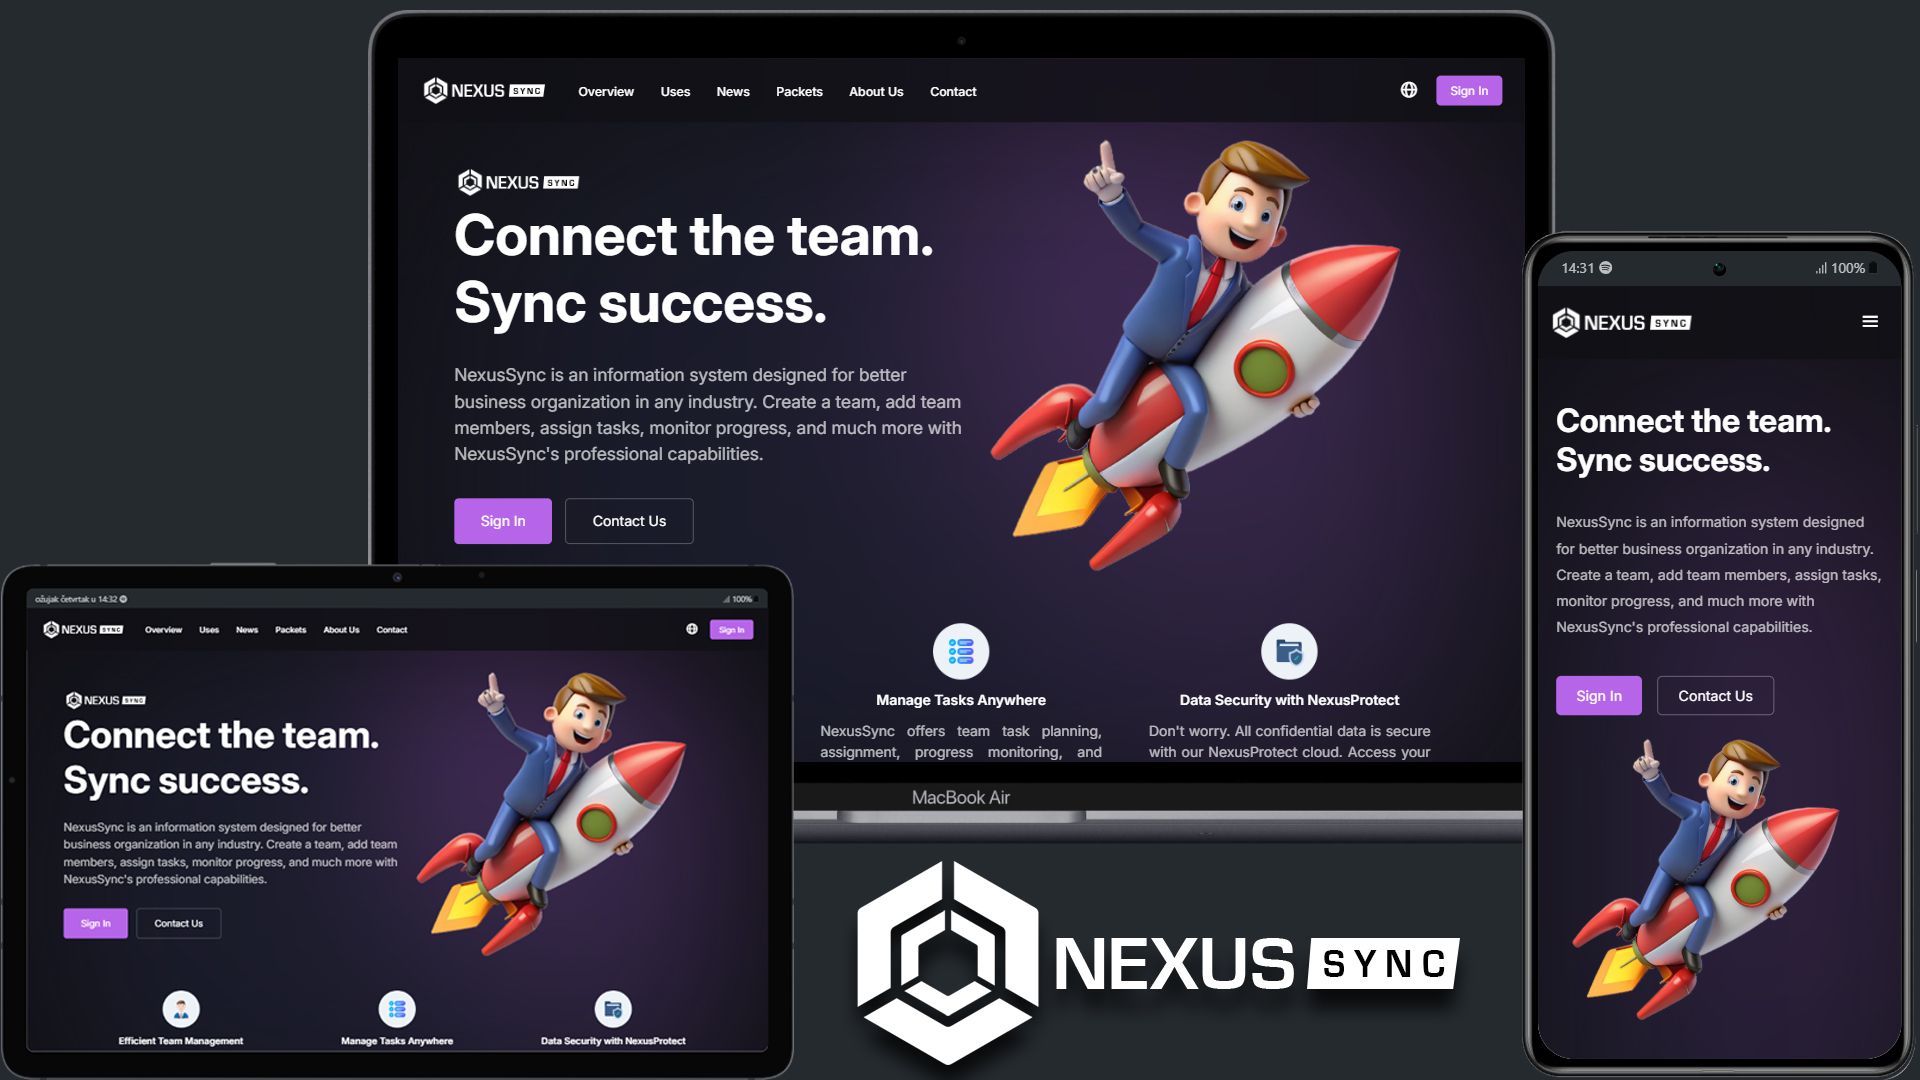 NEXUS SYNC Overview Uses News Packets About Us Contact Sign In
NEXUS SYNC
Connect the team.
Sync success.
NexusSync is an information system designed for better
business organization in any industry. Create a team, add team
members, assign tasks, monitor progress, and much more with
NexusSync's professional capabilities.
Sign In Contact Us
Manage Tasks Anywhere
NexusSync offers team task planning,
assignment, progress monitoring, and
Data Security with NexusProtect
Don't worry. All confidential data is secure
with our NexusProtect cloud. Access your
MacBook Air
14:31 100%
NEXUS SYNC
Connect the team.
Sync success.
NexusSync is an information system designed
for better business organization in any industry.
Create a team, add team members, assign tasks,
monitor progress, and much more with
NexusSync's professional capabilities.
Sign In Contact Us
ožujak četvrtak u 14:32 100%
NEXUS SYNC Overview Uses News Packets About Us Contact Sign In
NEXUS SYNC
Connect the team.
Sync success.
NexusSync is an information system designed for better
business organization in any industry. Create a team, add team
members, assign tasks, monitor progress, and much more with
NexusSync's professional capabilities.
Sign In Contact Us
Efficient Team Management Manage Tasks Anywhere Data Security with NexusProtect
NEXUS SYNC